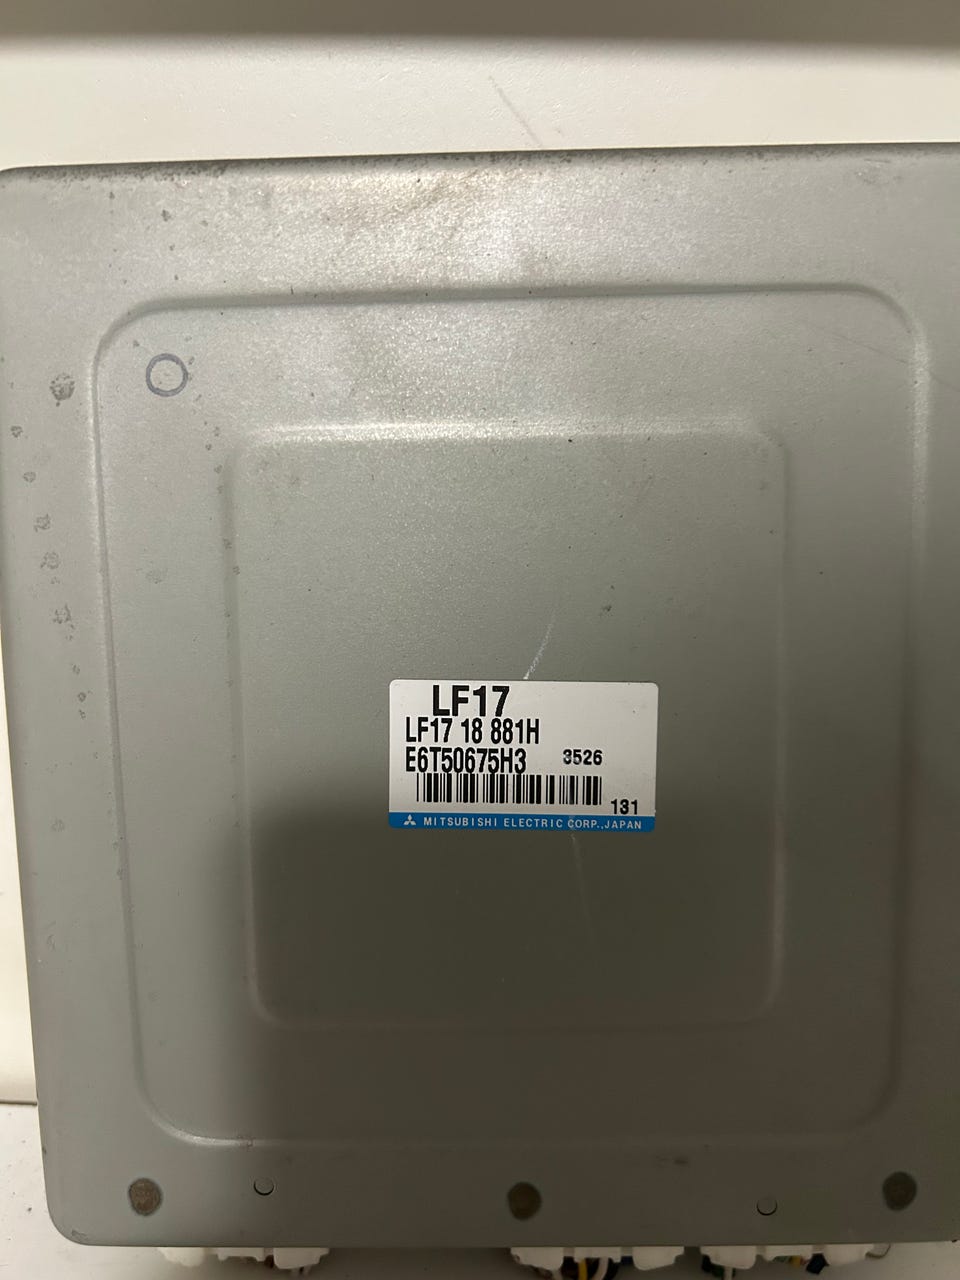 LF17
LF17 18 881H
E6T50675H3 3526
131
MITSUBISHI ELECTRIC CORP.,JAPAN